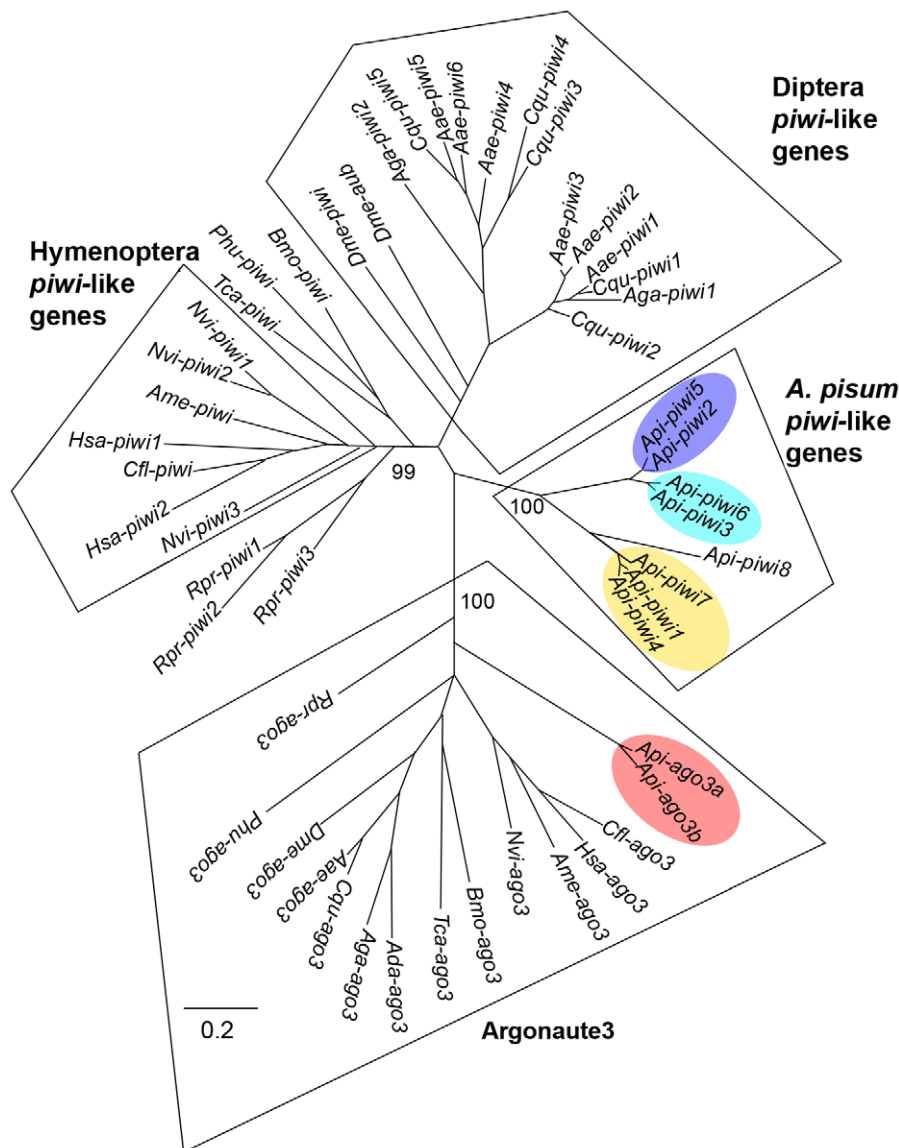 Diptera
piwi-like
genes
Cqu-piwi4
Cqu-piwi3
Aae-piwi4
Aae-piwi6
Aae-piwi5
Cqu-piwi5
Aga-piwi2
Dme-aub
Dme-piwi
Aae-piwi3
Aae-piwi2
Aae-piwi1
Cqu-piwi1
Aga-piwi1
Cqu-piwi2
Hymenoptera
piwi-like
genes
Bmo-piwi
Phu-piwi
Tca-piwi
Nvi-piwi1
Nvi-piwi2
Ame-piwi
Hsa-piwi1
Cfl-piwi
Hsa-piwi2
Nvi-piwi3
Rpr-piwi1
Rpr-piwi2
Rpr-piwi3
99
A. pisum
piwi-like
genes
Api-piwi5
Api-piwi2
Api-piwi6
Api-piwi3
100
Api-piwi8
Api-piwi7
Api-piwi1
Api-piwi4
100
Rpr-ago3
Phu-ago3
Dme-ago3
Aae-ago3
Cqu-ago3
Aga-ago3
Ada-ago3
Tca-ago3
Bmo-ago3
Nvi-ago3
Ame-ago3
Hsa-ago3
Cfl-ago3
Api-ago3a
Api-ago3b
0.2
Argonaute3